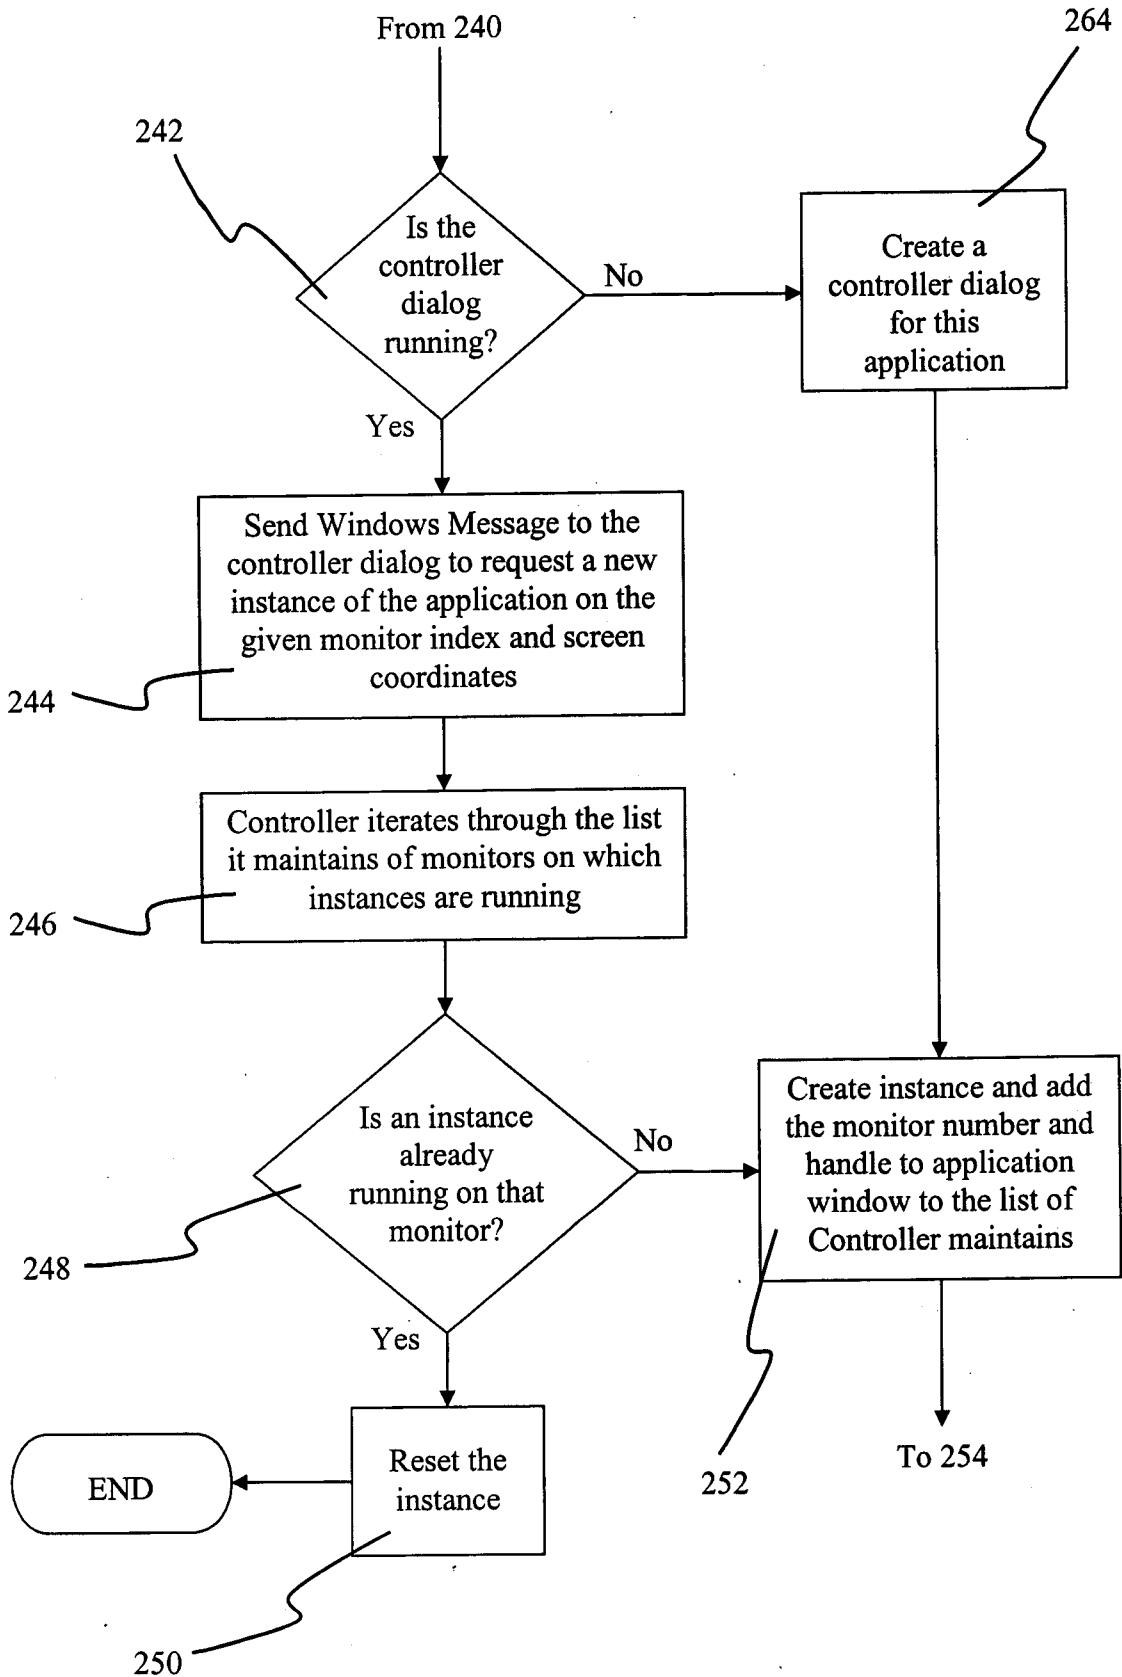 From 240
264
242
Is the
controller
dialog
running?
No
Create a
controller dialog
for this
application
Yes
Send Windows Message to the
controller dialog to request a new
instance of the application on the
given monitor index and screen
coordinates
244
Controller iterates through the list
it maintains of monitors on which
instances are running
246
Is an instance
already
running on that
monitor?
No
Create instance and add
the monitor number and
handle to application
window to the list of
Controller maintains
248
Yes
Reset the
instance
END
To 254
252
250